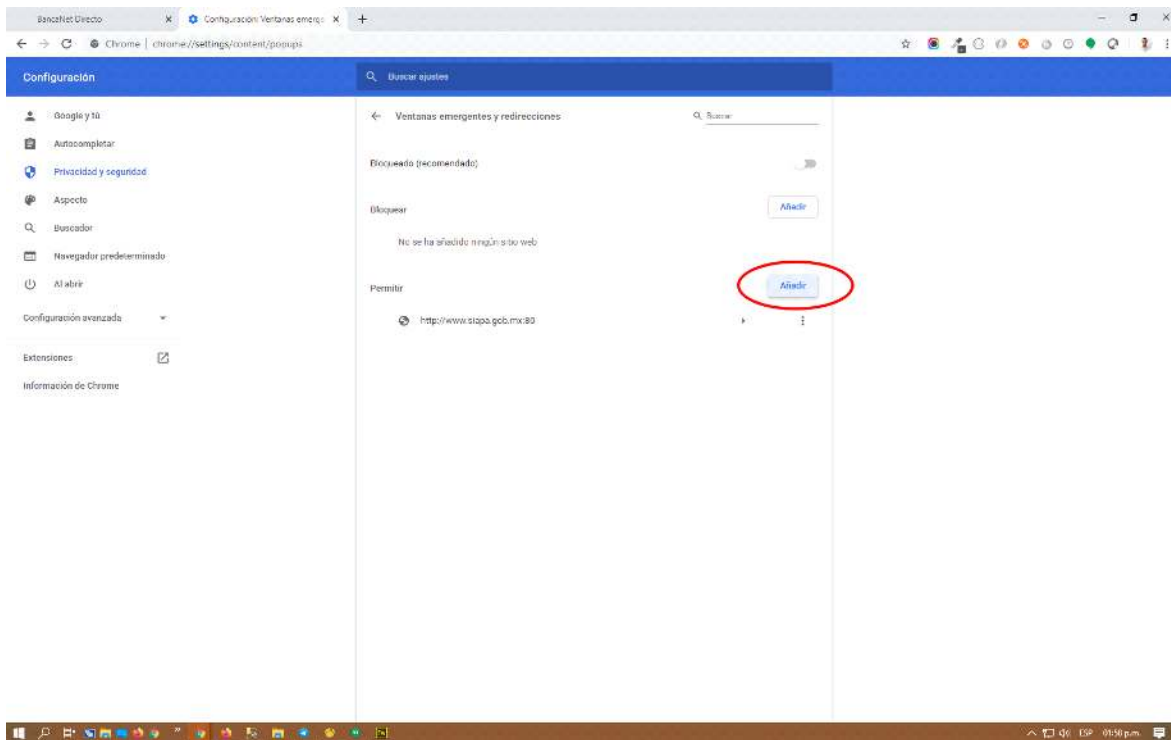 BancaNet Directo
Configuración: Ventanas emerg
Chrome | chrome://settings/content/popups
Configuración
Buscar ajustes
Google y tú
Autocompletar
Privacidad y seguridad
Aspecto
Buscador
Navegador predeterminado
Al abrir
Configuración avanzada
Extensiones
Información de Chrome
Ventanas emergentes y redirecciones
Buscar
Bloqueado (recomendado)
Bloquear
Añadir
No se ha añadido ningún sitio web
Permitir
Añadir
http://www.siapa.gob.mx:80
ESP 01:50 p.m.